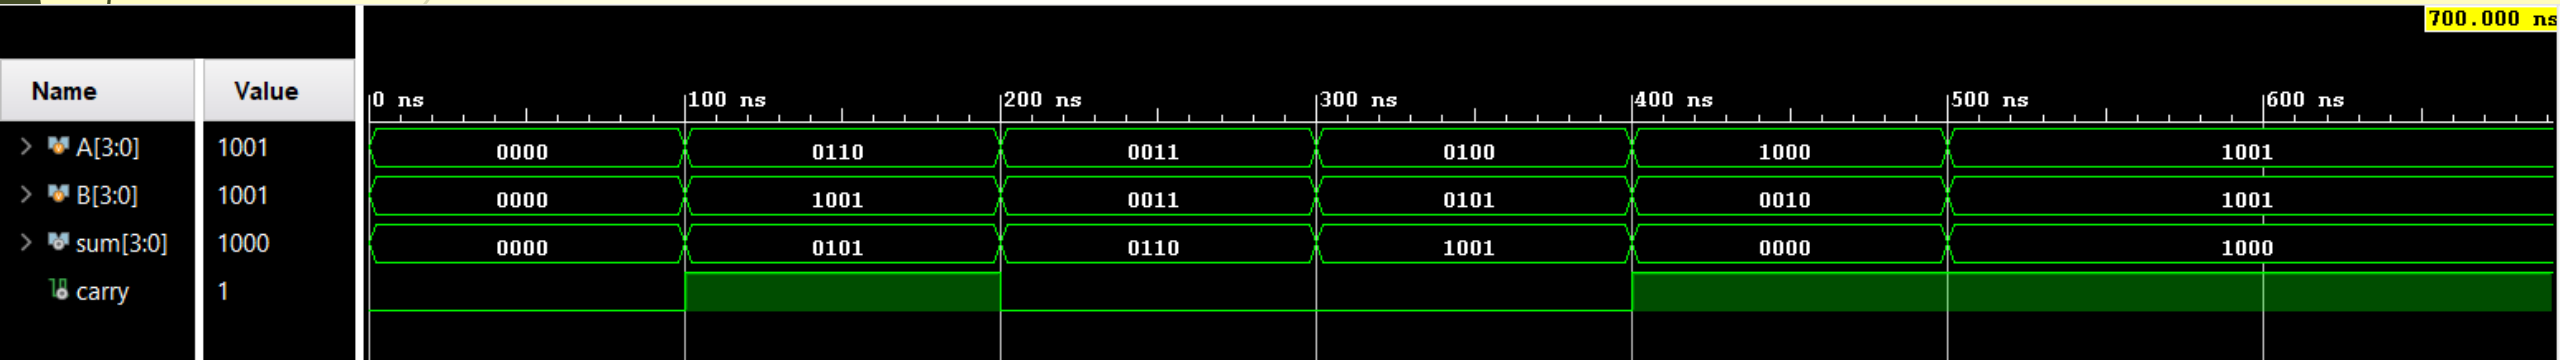 700.000 ns
Name Value
0 ns 100 ns 200 ns 300 ns 400 ns 500 ns 600 ns
A[3:0] 1001 0000 0110 0011 0100 1000 1001
B[3:0] 1001 0000 1001 0011 0101 0010 1001
sum[3:0] 1000 0000 0101 0110 1001 0000 1000
carry 1